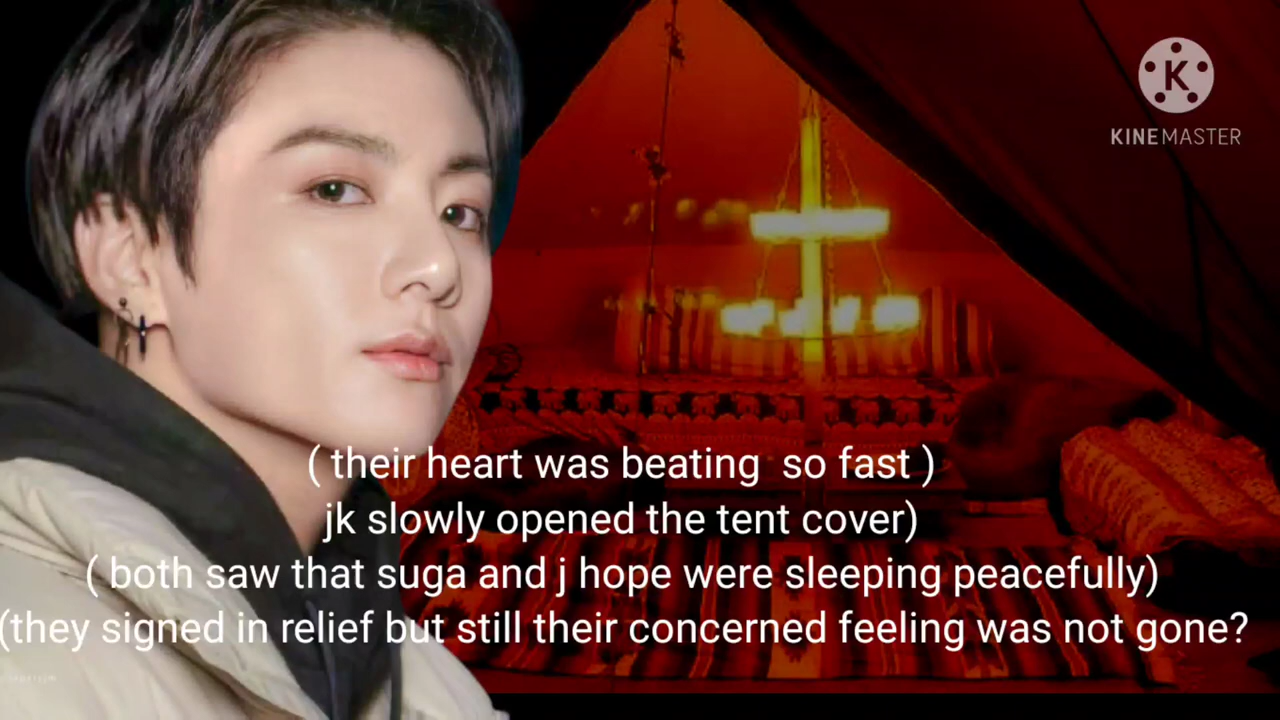 K
KINEMASTER
( their heart was beating  so fast )
jk slowly opened the tent cover)
( both saw that suga and j hope were sleeping peacefully)
(they signed in relief but still their concerned feeling was not gone?